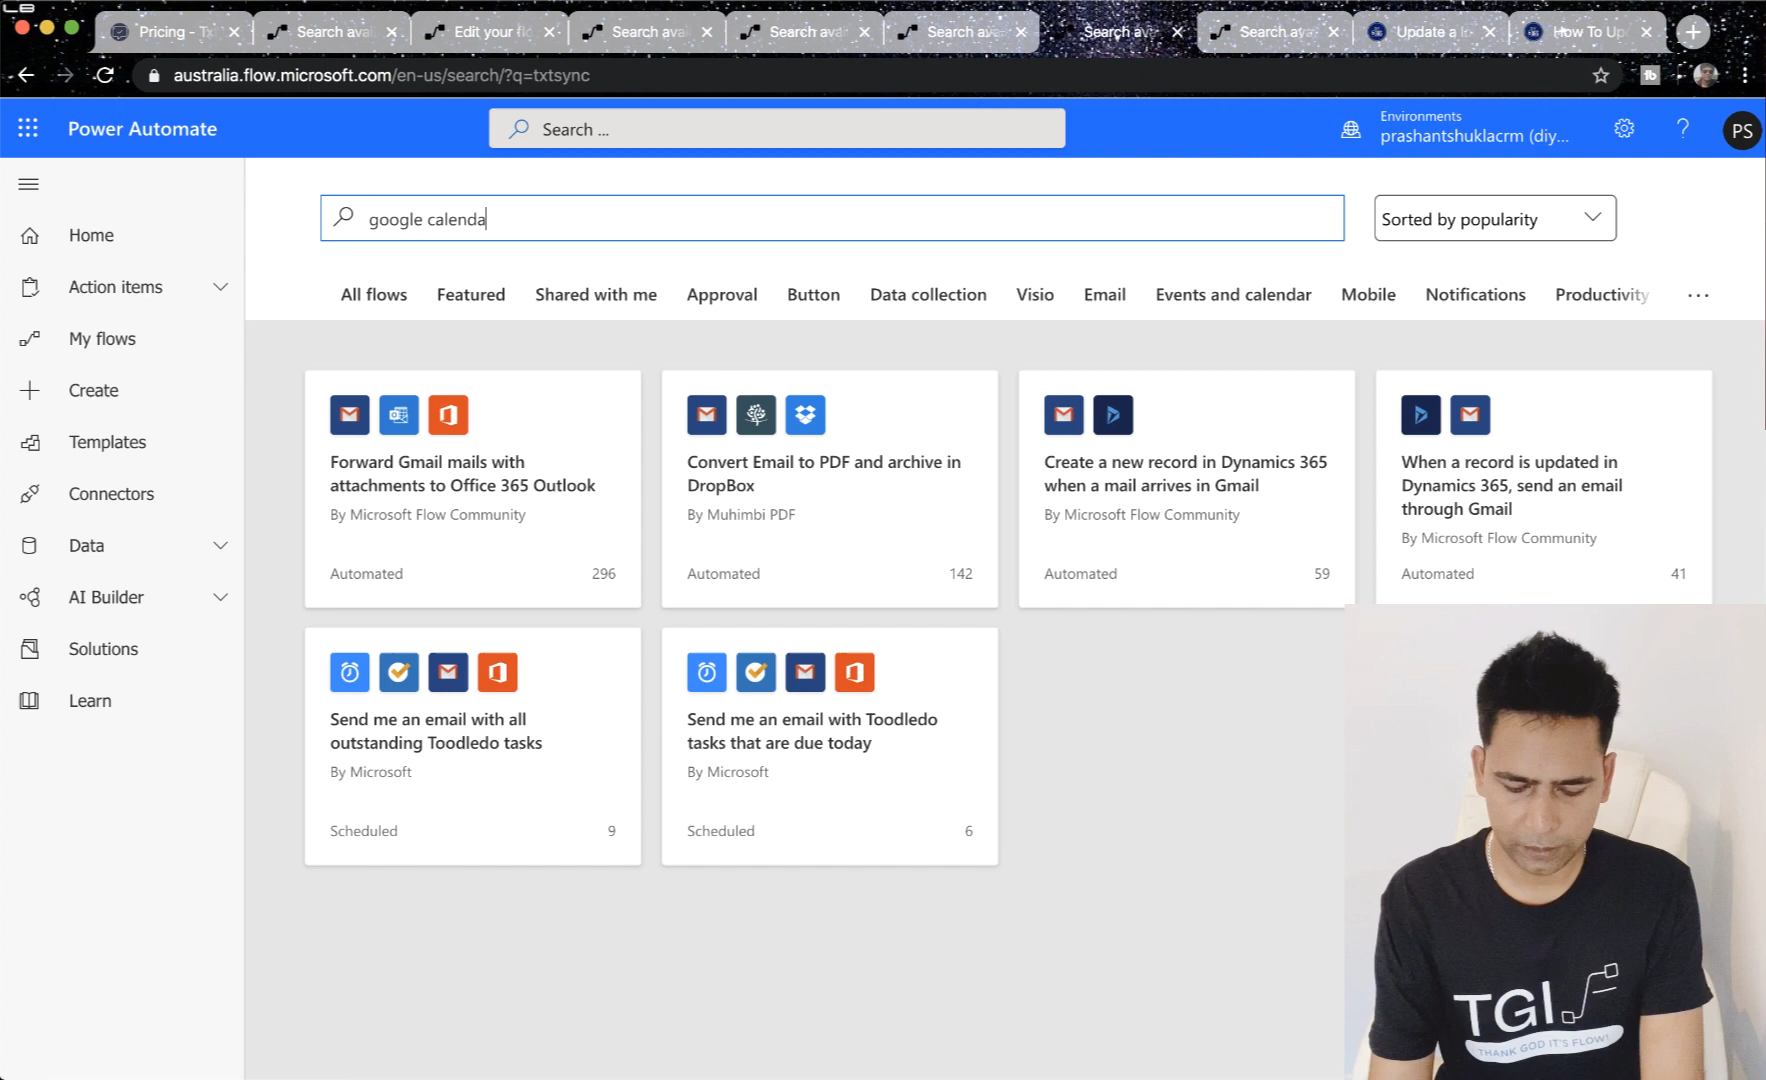 Pricing - Tx
Search avai
Edit your flo
Search avai
Search avai
Search ava
Search av
Search ava
Update a
How To Up
australia.flow.microsoft.com/en-us/search/?q=txtsync
Power Automate
Search ...
Environments
prashantshuklacrm (diy...
PS
google calenda
Sorted by popularity
Home
Action items
My flows
Create
Templates
Connectors
Data
AI Builder
Solutions
Learn
All flows
Featured
Shared with me
Approval
Button
Data collection
Visio
Email
Events and calendar
Mobile
Notifications
Productivity
...
Forward Gmail mails with
attachments to Office 365 Outlook
By Microsoft Flow Community
Automated
296
Convert Email to PDF and archive in
DropBox
By Muhimbi PDF
Automated
142
Create a new record in Dynamics 365
when a mail arrives in Gmail
By Microsoft Flow Community
Automated
59
When a record is updated in
Dynamics 365, send an email
through Gmail
By Microsoft Flow Community
Automated
41
Send me an email with all
outstanding Toodledo tasks
By Microsoft
Scheduled
9
Send me an email with Toodledo
tasks that are due today
By Microsoft
Scheduled
6
TGIF
THANK GOD IT'S FLOW!